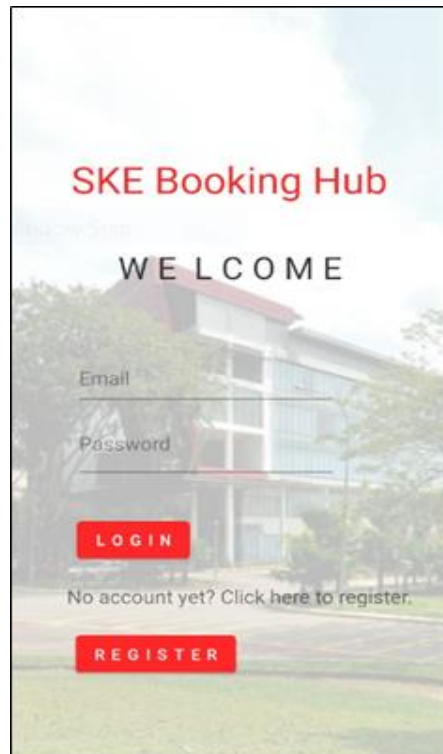 SKE Booking Hub
WELCOME
Email
Password
LOGIN
No account yet? Click here to register.
REGISTER